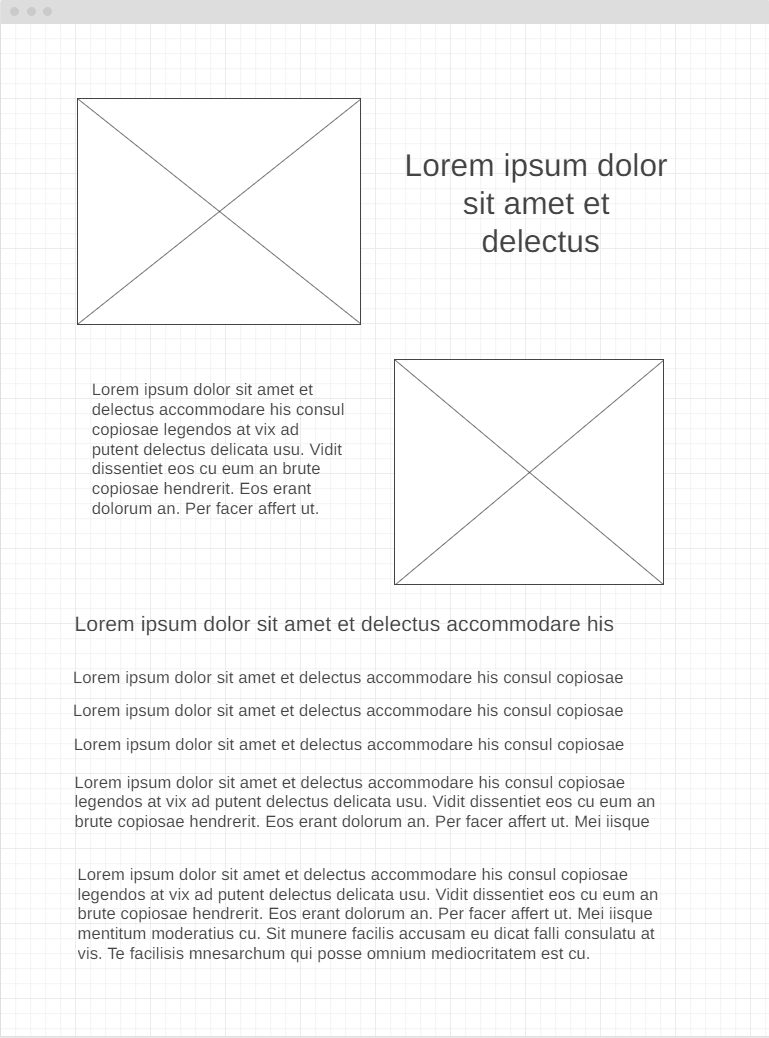 Lorem ipsum dolor
sit amet et
delectus
Lorem ipsum dolor sit amet et
delectus accommodare his consul
copiosae legendos at vix ad
putent delectus delicata usu. Vidit
dissentiet eos cu eum an brute
copiosae hendrerit. Eos erant
dolorum an. Per facer affert ut.
Lorem ipsum dolor sit amet et delectus accommodare his
Lorem ipsum dolor sit amet et delectus accommodare his consul copiosae
Lorem ipsum dolor sit amet et delectus accommodare his consul copiosae
Lorem ipsum dolor sit amet et delectus accommodare his consul copiosae
Lorem ipsum dolor sit amet et delectus accommodare his consul copiosae
legendos at vix ad putent delectus delicata usu. Vidit dissentiet eos cu eum an
brute copiosae hendrerit. Eos erant dolorum an. Per facer affert ut. Mei iisque
Lorem ipsum dolor sit amet et delectus accommodare his consul copiosae
legendos at vix ad putent delectus delicata usu. Vidit dissentiet eos cu eum an
brute copiosae hendrerit. Eos erant dolorum an. Per facer affert ut. Mei iisque
mentitum moderatius cu. Sit munere facilis accusam eu dicat falli consulatu at
vis. Te facilisis mnesarchum qui posse omnium mediocritatem est cu.